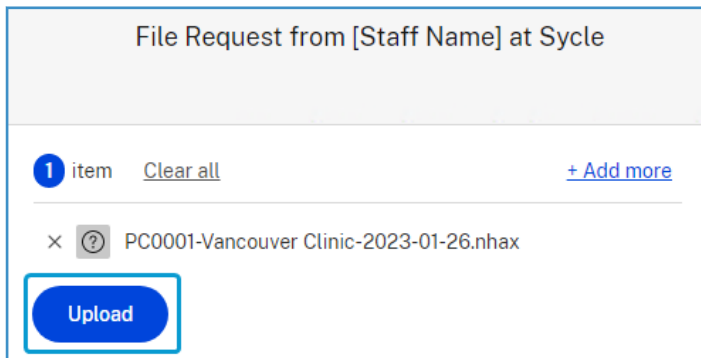 File Request from [Staff Name] at Sycle
1 item Clear all + Add more
× ? PC0001-Vancouver Clinic-2023-01-26.nhax
Upload